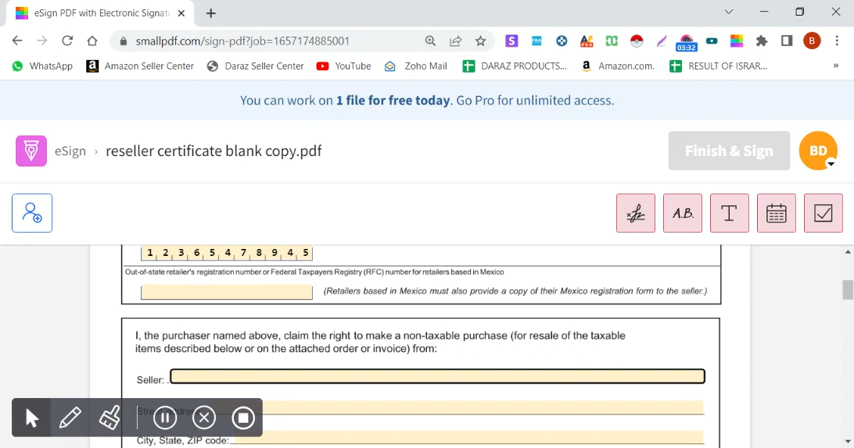 eSign PDF with Electronic Signatu
smallpdf.com/sign-pdf?job=1657174885001
S
03:32
B
WhatsApp
Amazon Seller Center
Daraz Seller Center
YouTube
Zoho Mail
DARAZ PRODUCTS...
Amazon.com.
RESULT OF ISRAR...
You can work on 1 file for free today. Go Pro for unlimited access.
eSign › reseller certificate blank copy.pdf
Finish & Sign
BD
A.B.
T
1 2 3 6 5 4 7 8 9 4 5
Out-of-state retailer's registration number or Federal Taxpayers Registry (RFC) number for retailers based in Mexico
(Retailers based in Mexico must also provide a copy of their Mexico registration form to the seller.)
I, the purchaser named above, claim the right to make a non-taxable purchase (for resale of the taxable
items described below or on the attached order or invoice) from:
Seller:
City, State, ZIP code: